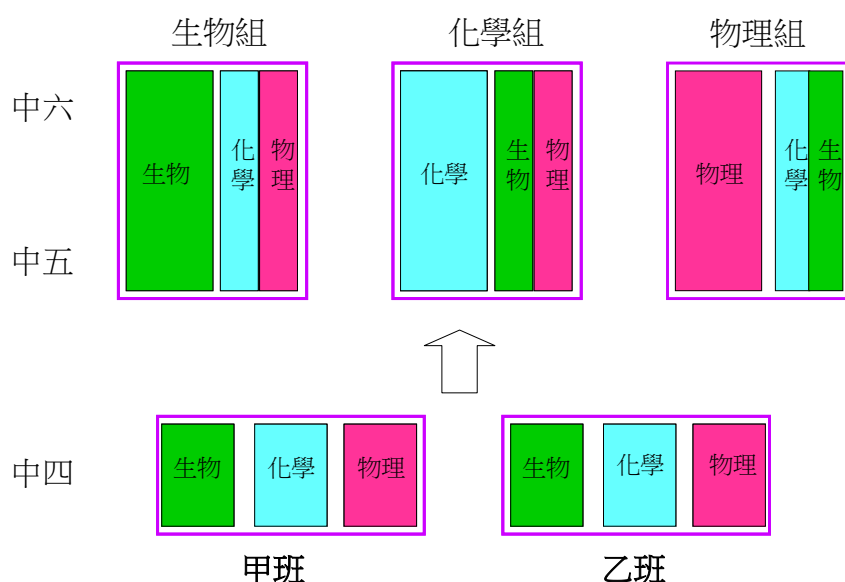 生物組 化學組 物理組
中六
生物 化學 物理 化學 生物 物理 物理 化學 生物
中五
中四
生物 化學 物理 生物 化學 物理
甲班 乙班